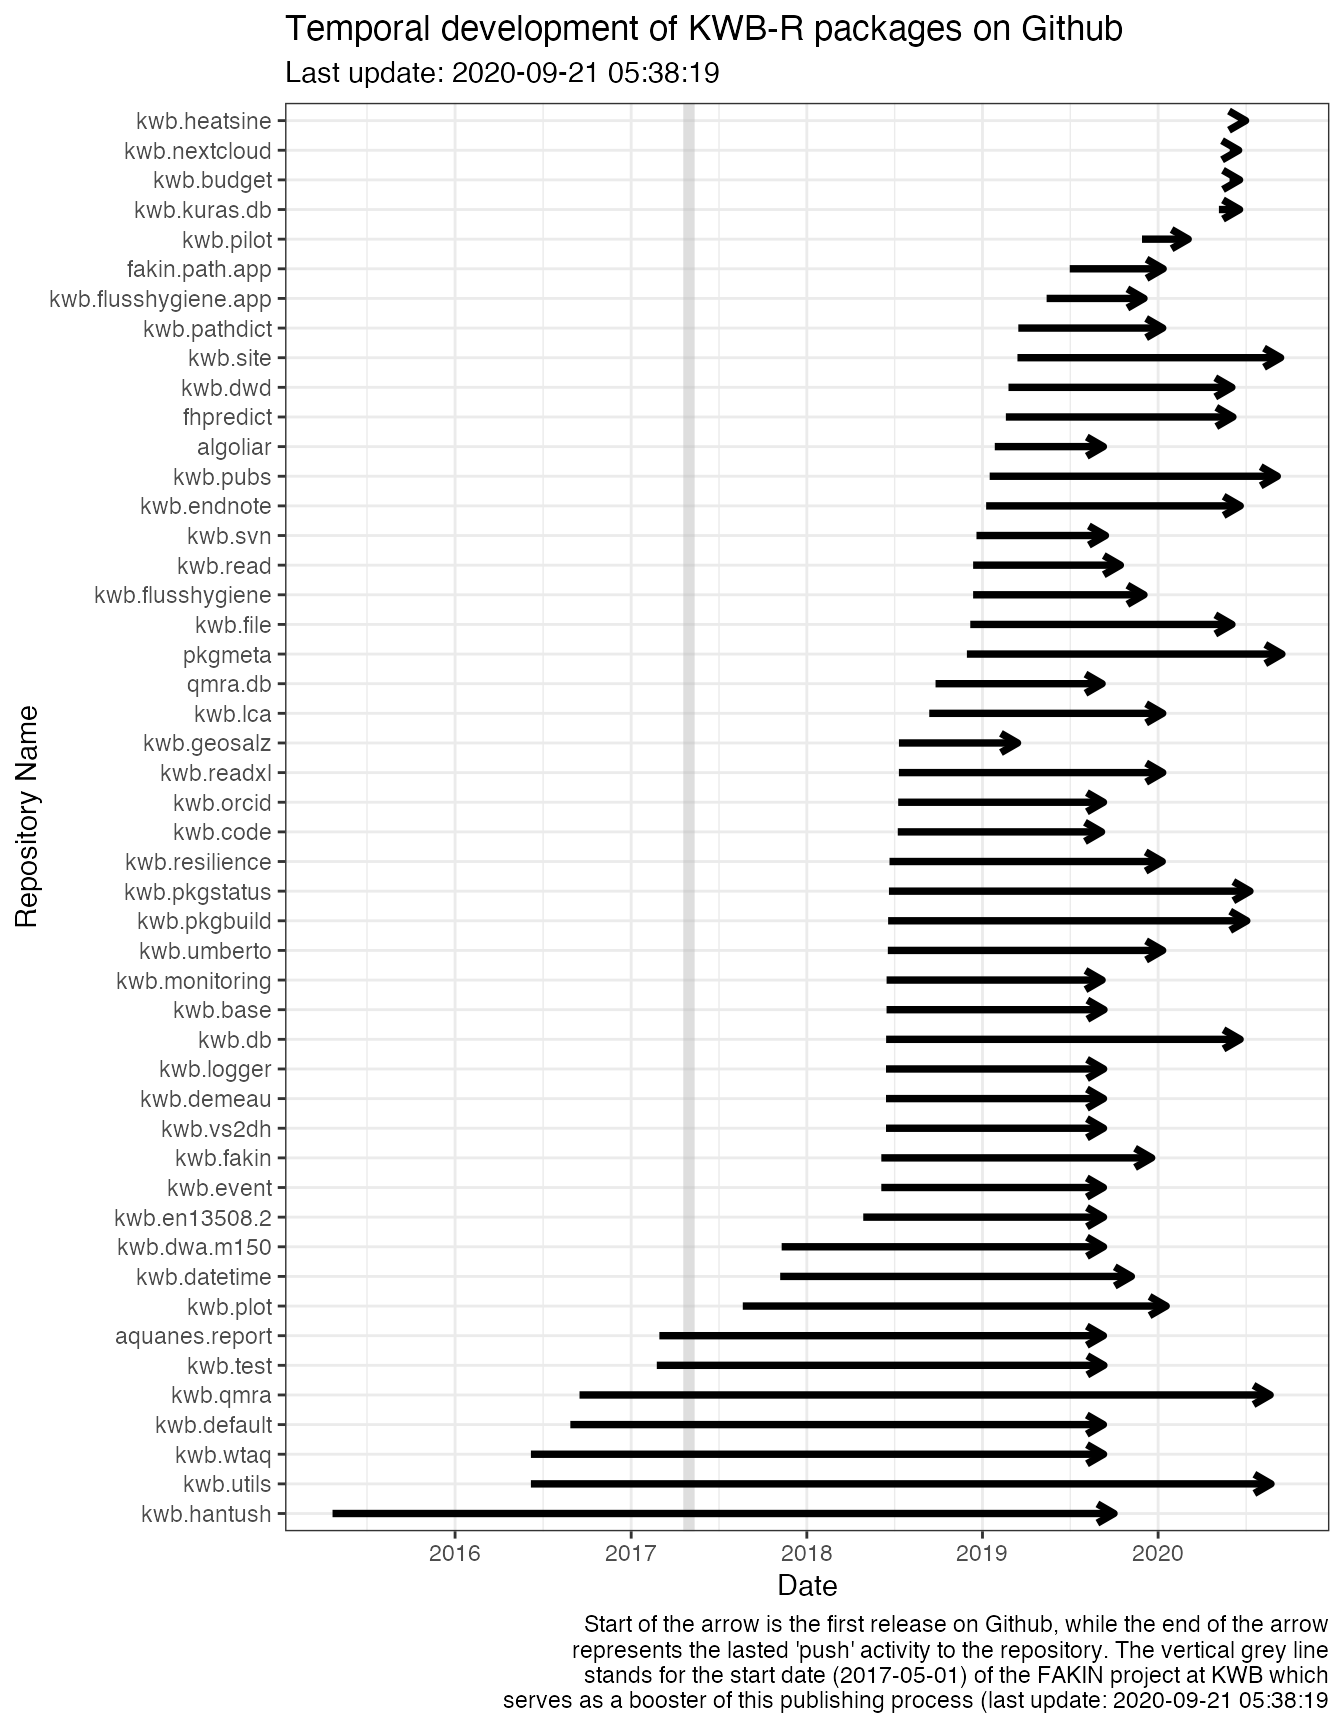 Temporal development of KWB-R packages on Github
Last update: 2020-09-21 05:38:19
kwb.heatsine
kwb.nextcloud
kwb.budget
kwb.kuras.db
kwb.pilot
fakin.path.app
kwb.flusshygiene.app
kwb.pathdict
kwb.site
kwb.dwd
fhpredict
algoliar
kwb.pubs
kwb.endnote
kwb.svn
kwb.read
kwb.flusshygiene
kwb.file
pkgmeta
qmra.db
kwb.lca
kwb.geosalz
kwb.readxl
kwb.orcid
kwb.code
kwb.resilience
kwb.pkgstatus
kwb.pkgbuild
kwb.umberto
kwb.monitoring
kwb.base
kwb.db
kwb.logger
kwb.demeau
kwb.vs2dh
kwb.fakin
kwb.event
kwb.en13508.2
kwb.dwa.m150
kwb.datetime
kwb.plot
aquanes.report
kwb.test
kwb.qmra
kwb.default
kwb.wtaq
kwb.utils
kwb.hantush
Repository Name
2016 2017 2018 2019 2020
Date
Start of the arrow is the first release on Github, while the end of the arrow
represents the lasted 'push' activity to the repository. The vertical grey line
stands for the start date (2017-05-01) of the FAKIN project at KWB which
serves as a booster of this publishing process (last update: 2020-09-21 05:38:19